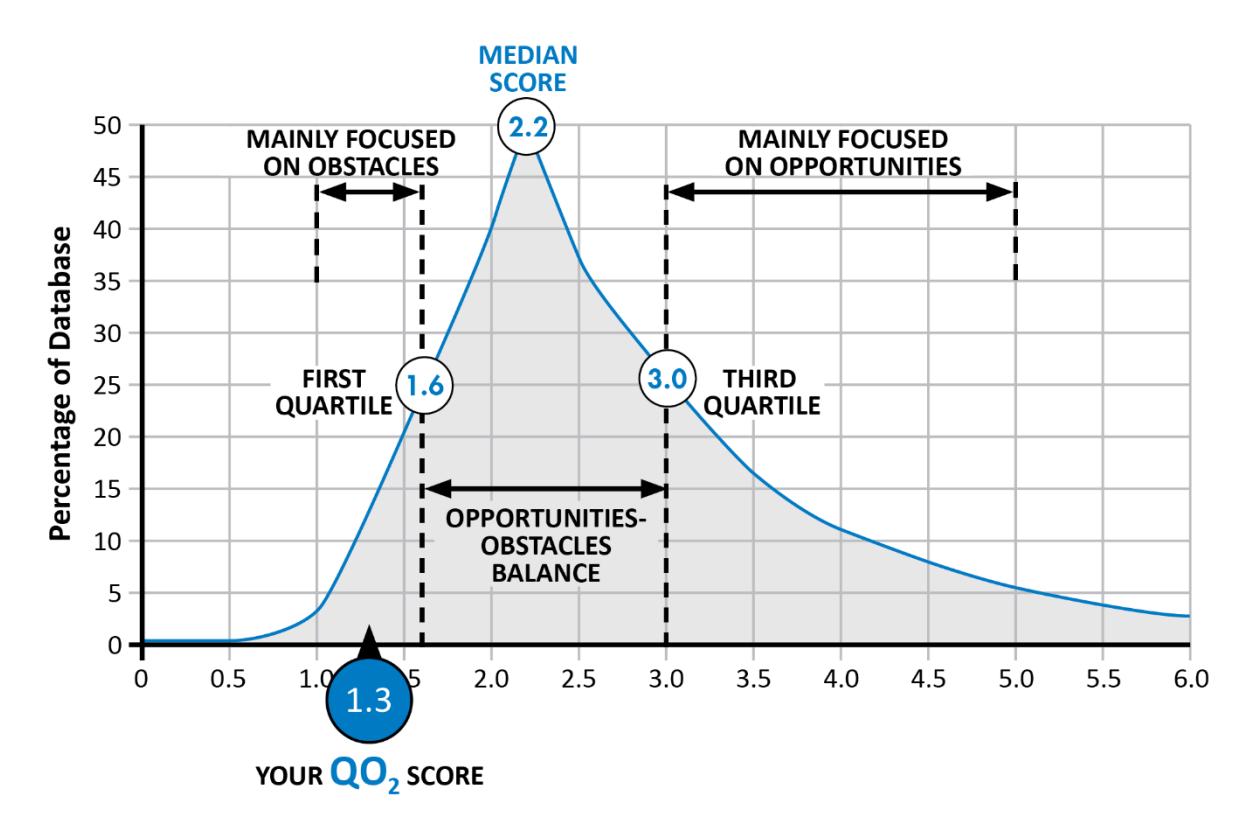 MEDIAN
SCORE
2.2
MAINLY FOCUSED
ON OBSTACLES
MAINLY FOCUSED
ON OPPORTUNITIES
Percentage of Database
50
45
40
35
30
25
20
15
10
5
0
FIRST
QUARTILE
1.6
3.0
THIRD
QUARTILE
OPPORTUNITIES-
OBSTACLES
BALANCE
0 0.5 1.0 5 2.0 2.5 3.0 3.5 4.0 4.5 5.0 5.5 6.0
1.3
YOUR QO₂ SCORE